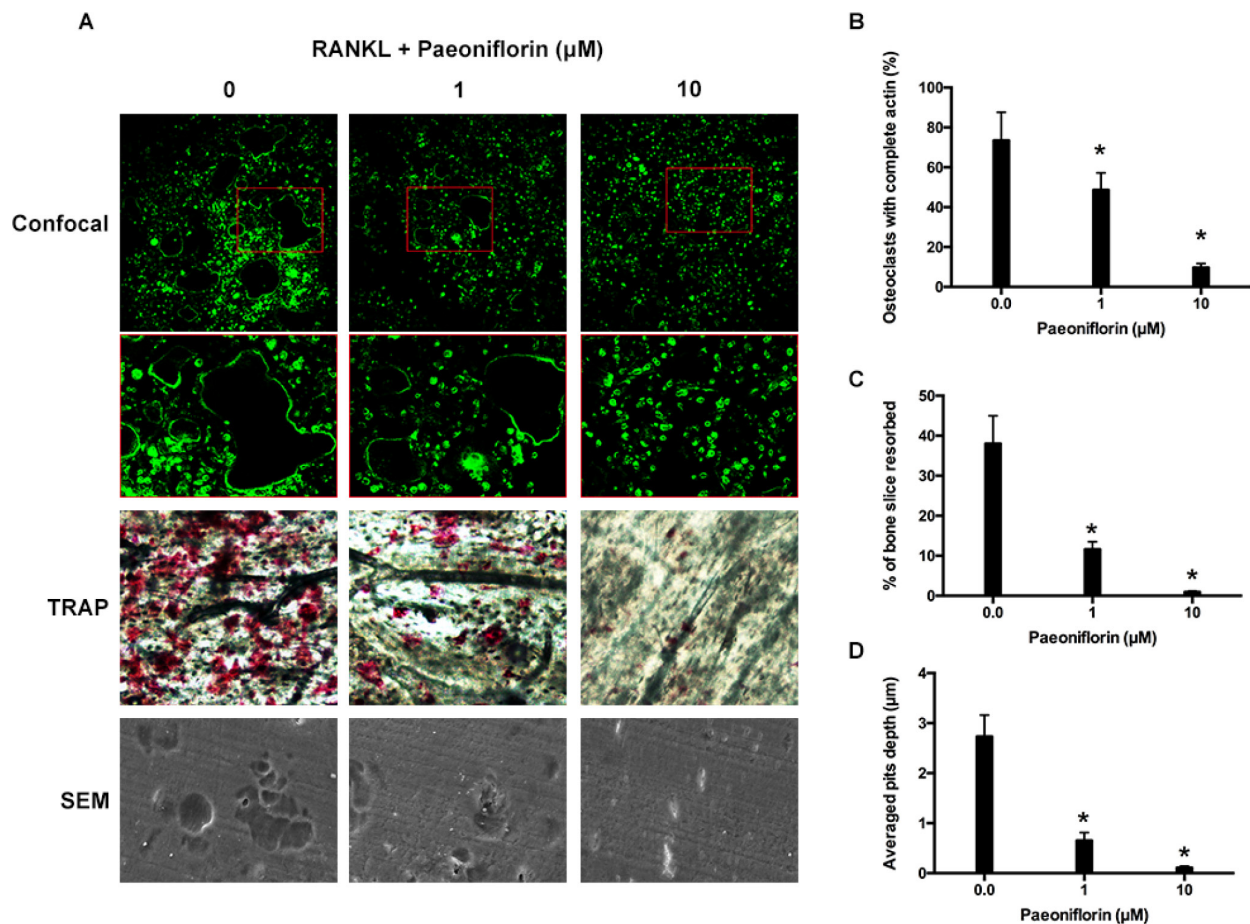 A
RANKL + Paeoniflorin (μM)
0 1 10
Confocal
TRAP
SEM
B
Osteoclasts with complete actin (%)
100
80
60
40
20
0
*
*
0.0 1 10
Paeoniflorin (μM)
C
% of bone slice resorbed
50
40
30
20
10
0
*
*
0.0 1 10
Paeoniflorin (μM)
D
Averaged pits depth (μm)
4
3
2
1
0
*
*
0.0 1 10
Paeoniflorin (μM)